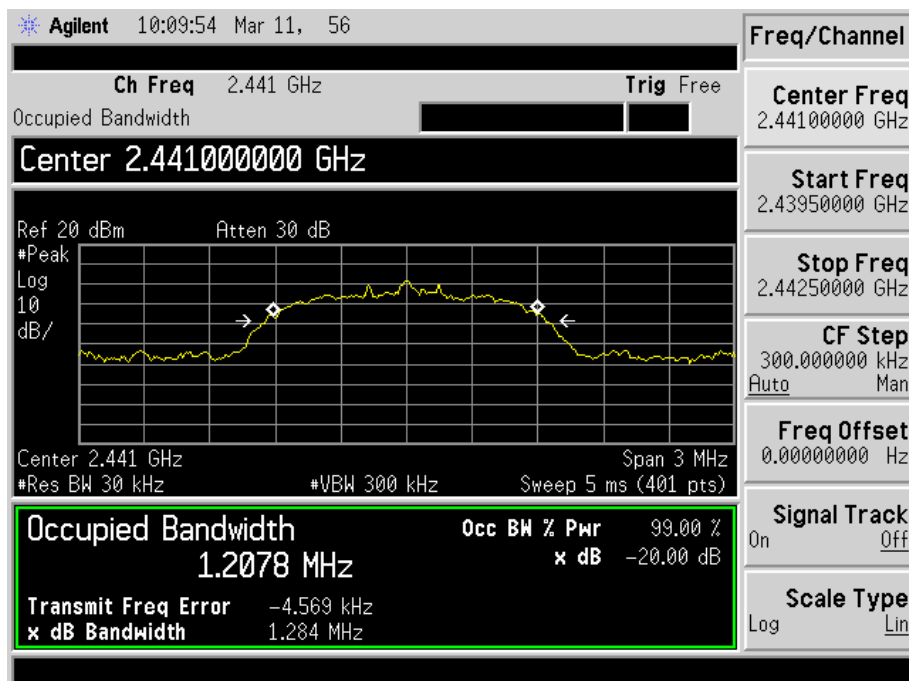 Agilent 10:09:54 Mar 11, 56
Ch Freq 2.441 GHz Trig Free
Occupied Bandwidth
Center 2.441000000 GHz
Ref 20 dBm Atten 30 dB
#Peak
Log
10
dB/
Center 2.441 GHz Span 3 MHz
#Res BW 30 kHz #VBW 300 kHz Sweep 5 ms (401 pts)
Occupied Bandwidth
1.2078 MHz
Occ BW % Pwr 99.00 %
x dB -20.00 dB
Transmit Freq Error -4.569 kHz
x dB Bandwidth 1.284 MHz
Freq/Channel
Center Freq
2.44100000 GHz
Start Freq
2.43950000 GHz
Stop Freq
2.44250000 GHz
CF Step
300.000000 kHz
Auto Man
Freq Offset
0.00000000 Hz
Signal Track
On Off
Scale Type
Log Lin